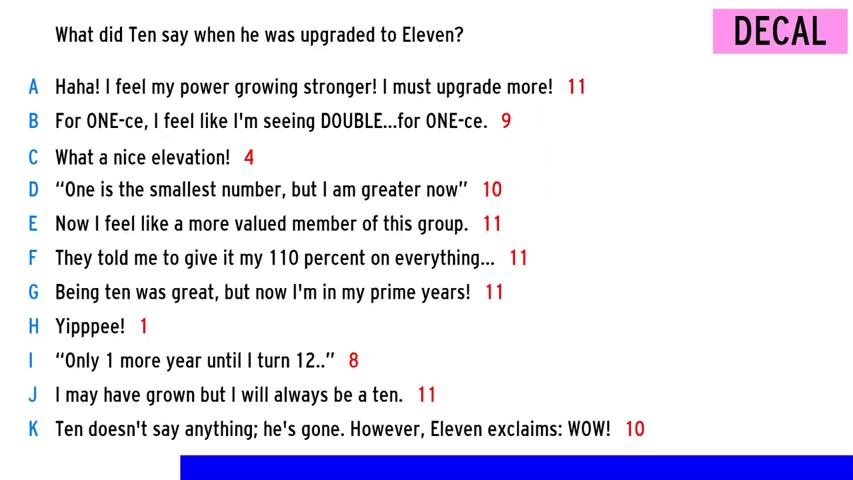 What did Ten say when he was upgraded to Eleven?
DECAL
A Haha! I feel my power growing stronger! I must upgrade more! 11
B For ONE-ce, I feel like I'm seeing DOUBLE...for ONE-ce. 9
C What a nice elevation! 4
D “One is the smallest number, but I am greater now” 10
E Now I feel like a more valued member of this group. 11
F They told me to give it my 110 percent on everything... 11
G Being ten was great, but now I'm in my prime years! 11
H Yipppee! 1
I “Only 1 more year until I turn 12..” 8
J I may have grown but I will always be a ten. 11
K Ten doesn't say anything; he's gone. However, Eleven exclaims: WOW! 10